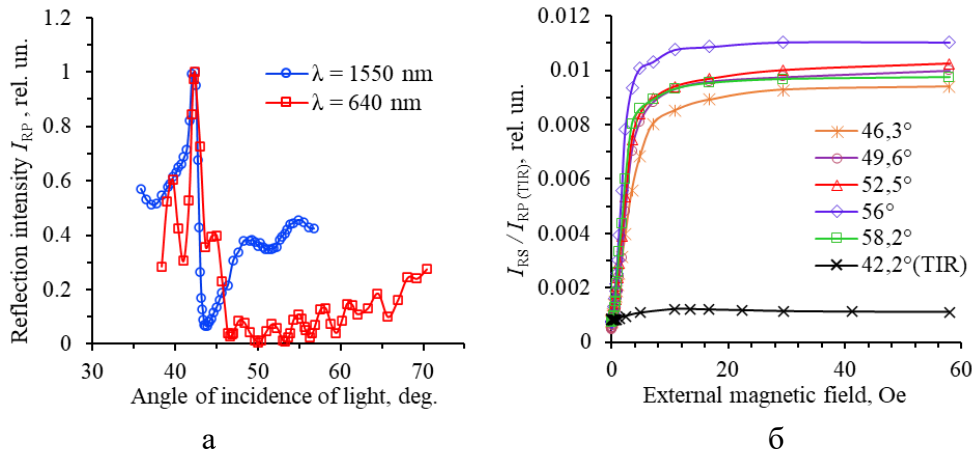 а
Reflection intensity I_RP, rel. un.
1
0.8
0.6
0.4
0.2
0
30
40
50
60
70
Angle of incidence of light, deg.
λ = 1550 nm
λ = 640 nm
а
б
I_RS / I_RP (TIR), rel. un.
0.012
0.01
0.008
0.006
0.004
0.002
0
0
20
40
60
External magnetic field, Oe
46,3°
49,6°
52,5°
56°
58,2°
42,2°(TIR)
б